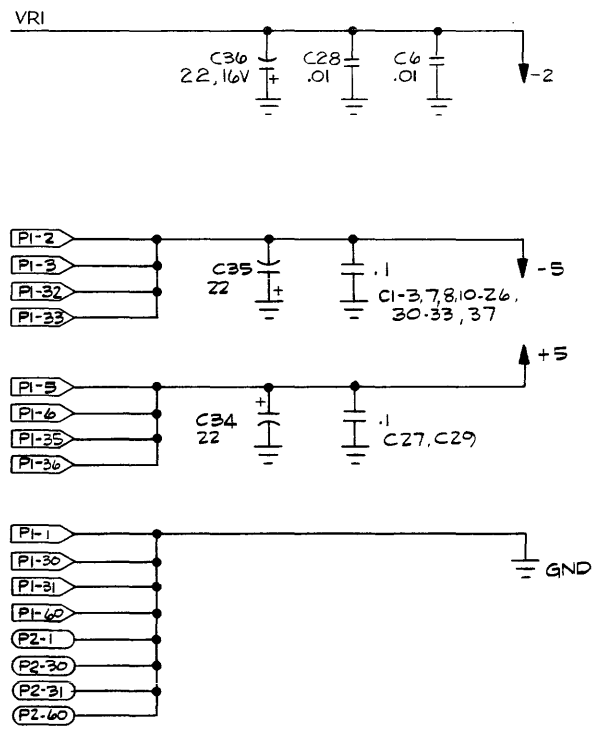 VR1
C36
22, 16V
+
C28
.01
C6
.01
-2
P1-2
P1-3
P1-32
P1-33
C35
22
+
.1
C1-3,7,8,10-26,
30-33, 37
-5
+5
P1-5
P1-6
P1-35
P1-36
+
C34
22
.1
C27, C29
P1-1
P1-30
P1-31
P1-60
P2-1
P2-30
P2-31
P2-60
GND